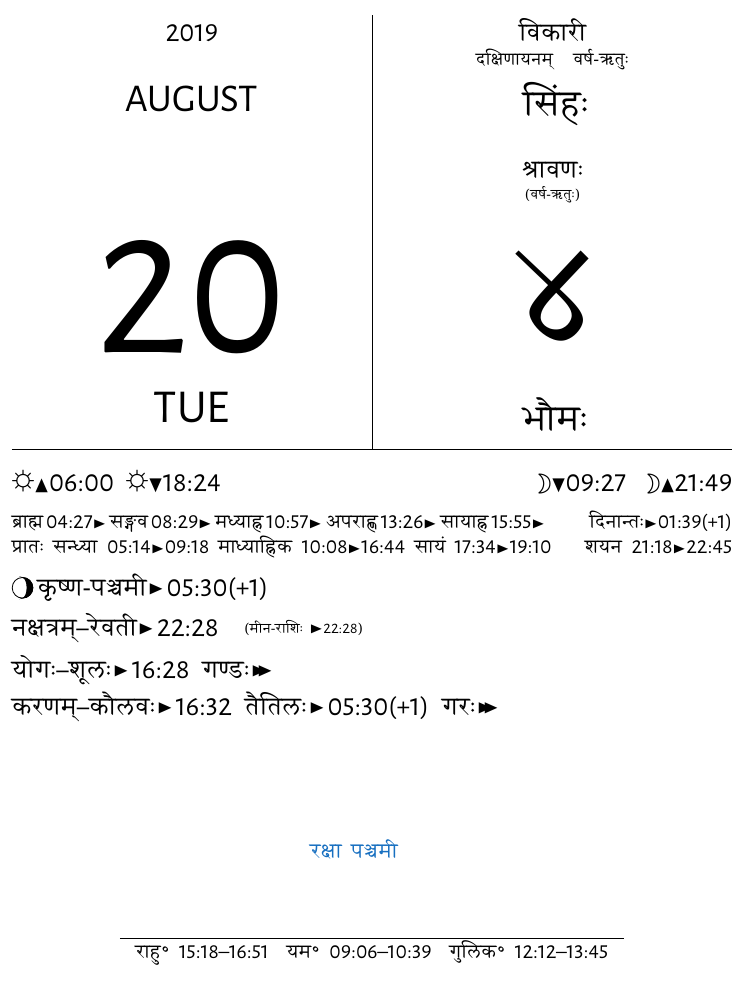 2019
AUGUST
20
TUE
विकारी
दक्षिणायनम् वर्ष-ऋतुः
सिंहः
श्रावणः
(वर्ष-ऋतुः)
४
भौमः
☼▲06:00 ☼▼18:24 ☽▼09:27 ☽▲21:49
ब्राह्म 04:27► सङ्गव 08:29► मध्याह्न 10:57► अपराह्ण 13:26► सायाह्न 15:55► दिनान्तः►01:39(+1)
प्रातः सन्ध्या 05:14►09:18 माध्याह्निक 10:08►16:44 सायं 17:34►19:10 शयन 21:18►22:45
कृष्ण-पञ्चमी►05:30(+1)
नक्षत्रम्–रेवती►22:28 (मीन-राशिः ►22:28)
योगः–शूलः►16:28 गण्डः►►
करणम्–कौलवः►16:32 तैतिलः►05:30(+1) गरः►►
रक्षा पञ्चमी
राहु° 15:18–16:51 यम° 09:06–10:39 गुलिक° 12:12–13:45